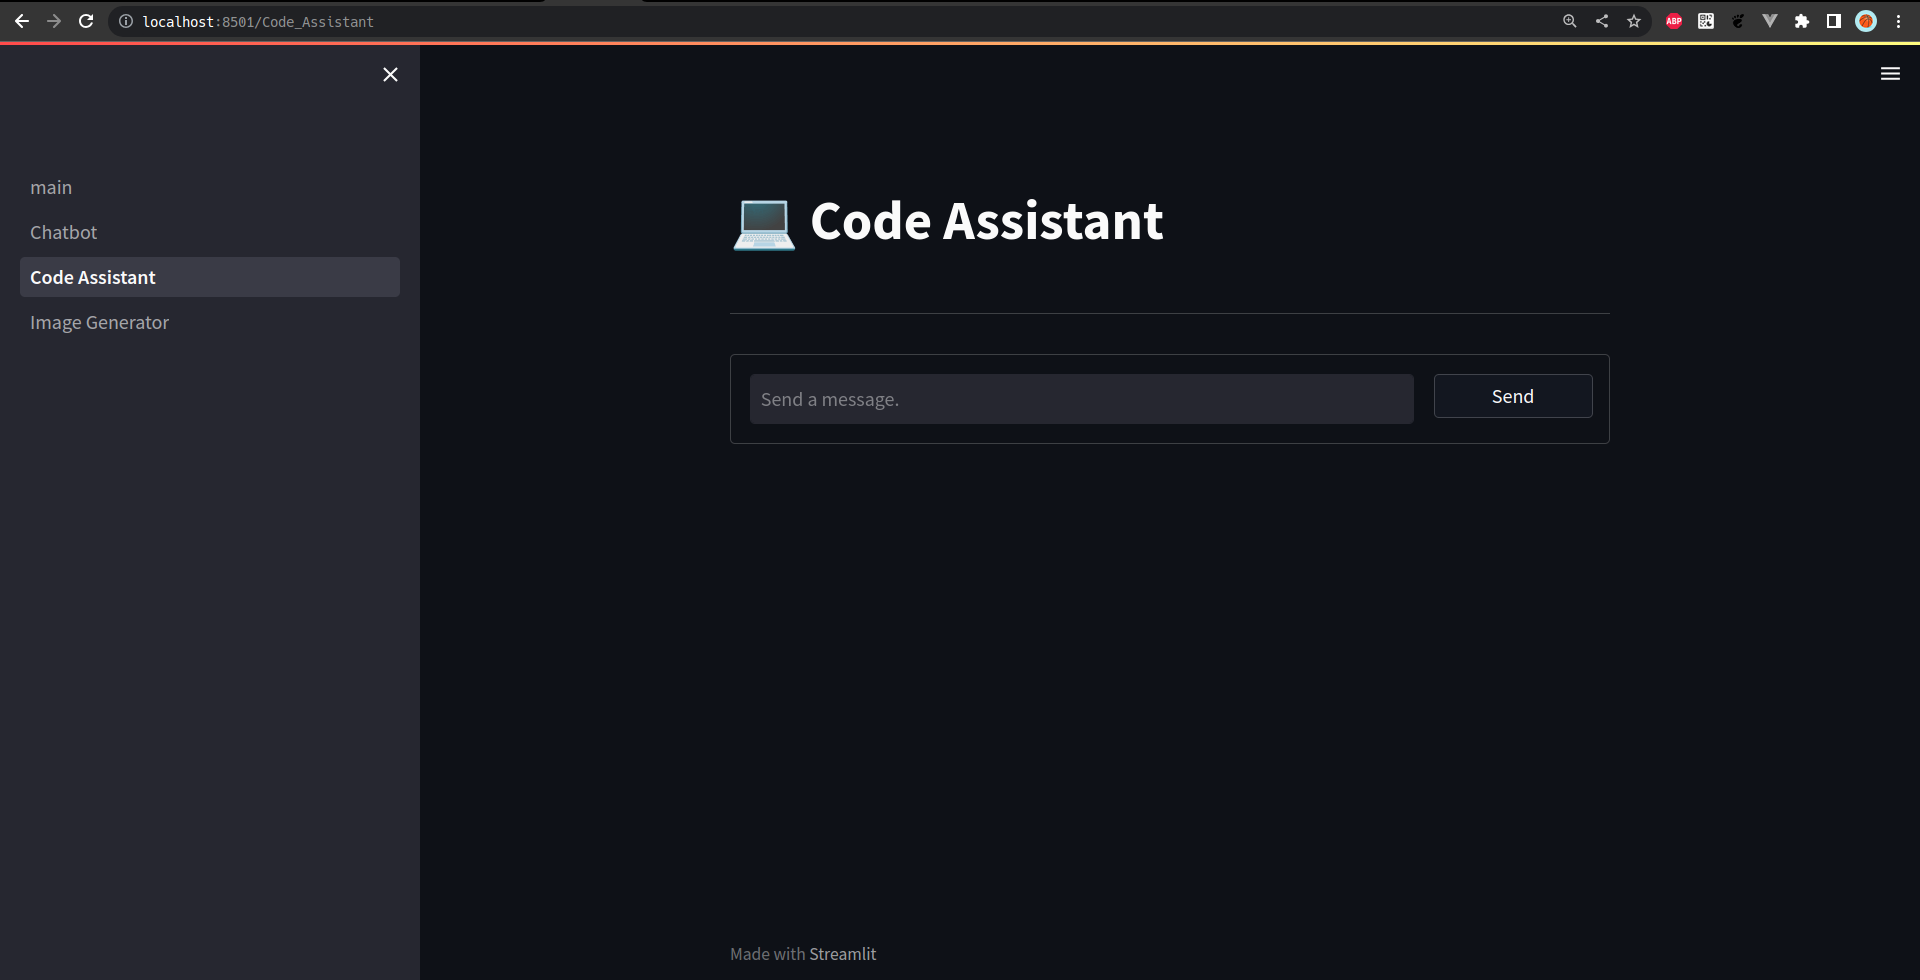 localhost:8501/Code_Assistant
ABP
main
Chatbot
Code Assistant
Image Generator
Code Assistant
Send a message.
Send
Made with Streamlit